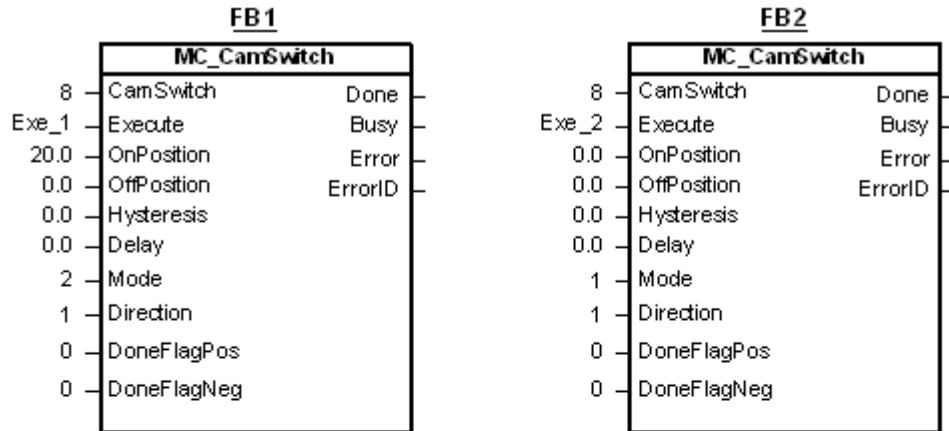 FB1
MC_CamSwitch
8 CamSwitch Done
Exe_1 Execute Busy
20.0 OnPosition Error
0.0 OffPosition ErrorID
0.0 Hysteresis
0.0 Delay
2 Mode
1 Direction
0 DoneFlagPos
0 DoneFlagNeg
FB2
MC_CamSwitch
8 CamSwitch Done
Exe_2 Execute Busy
0.0 OnPosition Error
0.0 OffPosition ErrorID
0.0 Hysteresis
0.0 Delay
1 Mode
1 Direction
0 DoneFlagPos
0 DoneFlagNeg